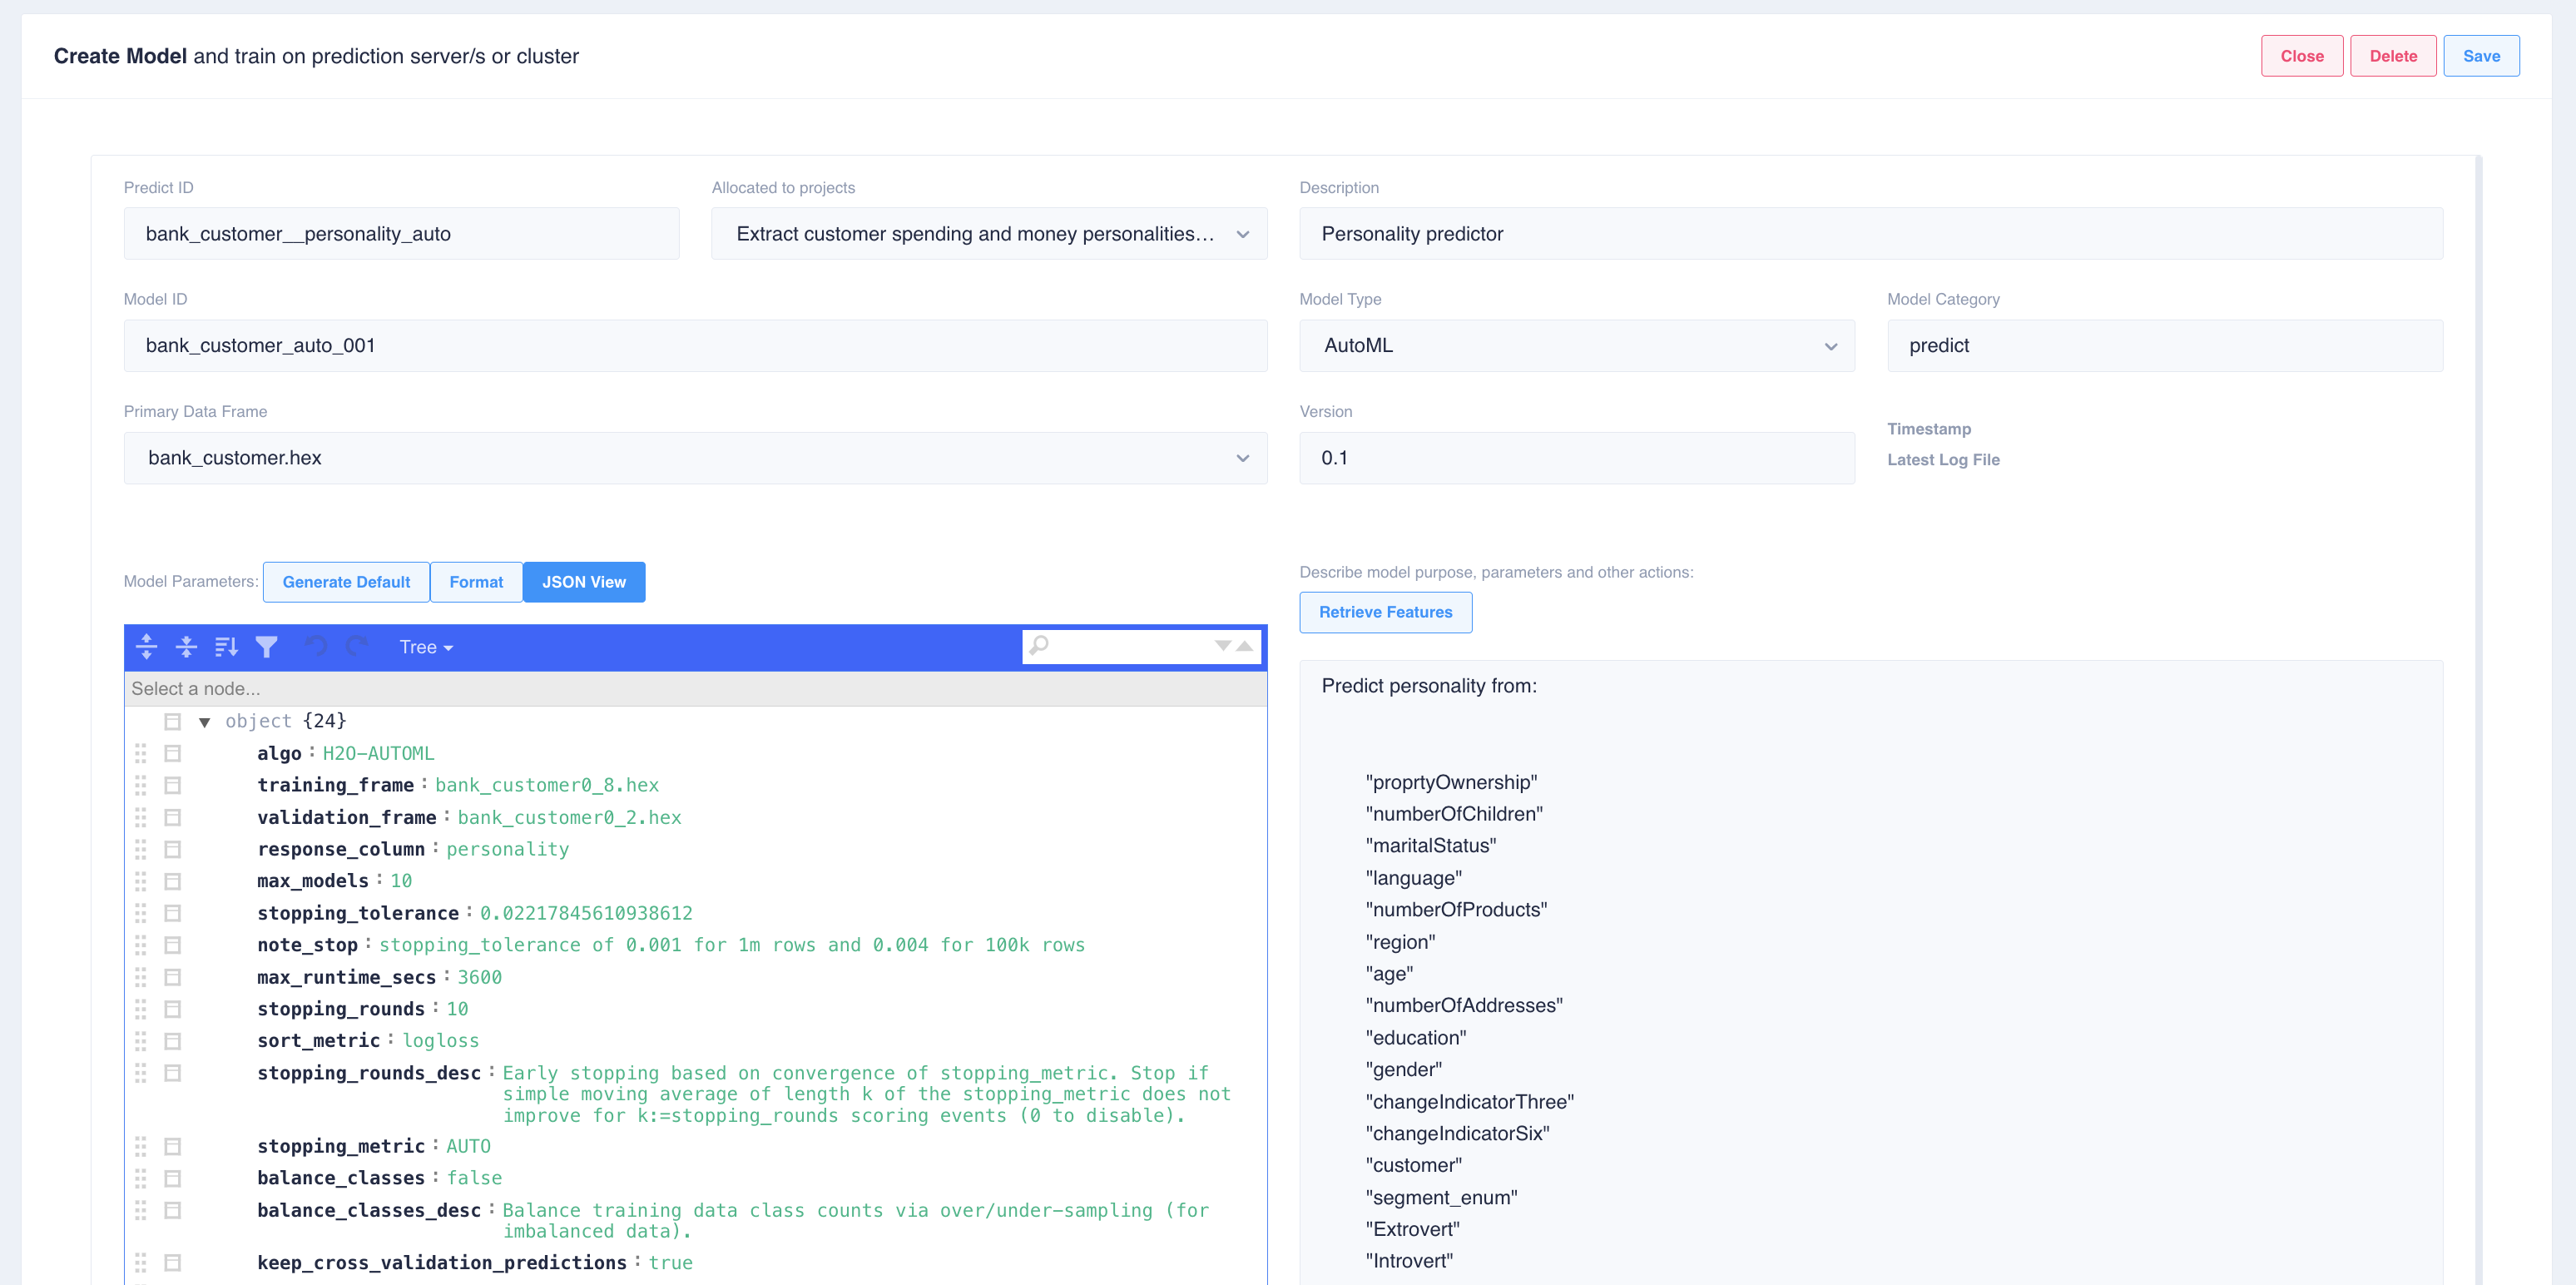 Create Model and train on prediction server/s or cluster
Close
Delete
Save
Predict ID
Allocated to projects
Description
bank_customer__personality_auto
Extract customer spending and money personalities...
Personality predictor
Model ID
Model Type
Model Category
bank_customer_auto_001
AutoML
predict
Primary Data Frame
Version
Timestamp
bank_customer.hex
0.1
Latest Log File
Model Parameters:
Generate Default
Format
JSON View
Tree
Select a node...
object {24}
algo : H2O-AUTOML
training_frame : bank_customer0_8.hex
validation_frame : bank_customer0_2.hex
response_column : personality
max_models : 10
stopping_tolerance : 0.02217845610938612
note_stop : stopping_tolerance of 0.001 for 1m rows and 0.004 for 100k rows
max_runtime_secs : 3600
stopping_rounds : 10
sort_metric : logloss
stopping_rounds_desc : Early stopping based on convergence of stopping_metric. Stop if
simple moving average of length k of the stopping_metric does not
improve for k:=stopping_rounds scoring events (0 to disable).
stopping_metric : AUTO
balance_classes : false
balance_classes_desc : Balance training data class counts via over/under-sampling (for
imbalanced data).
keep_cross_validation_predictions : true
Describe model purpose, parameters and other actions:
Retrieve Features
Predict personality from:
"proprtyOwnership"
"numberOfChildren"
"maritalStatus"
"language"
"numberOfProducts"
"region"
"age"
"numberOfAddresses"
"education"
"gender"
"changeIndicatorThree"
"changeIndicatorSix"
"customer"
"segment_enum"
"Extrovert"
"Introvert"